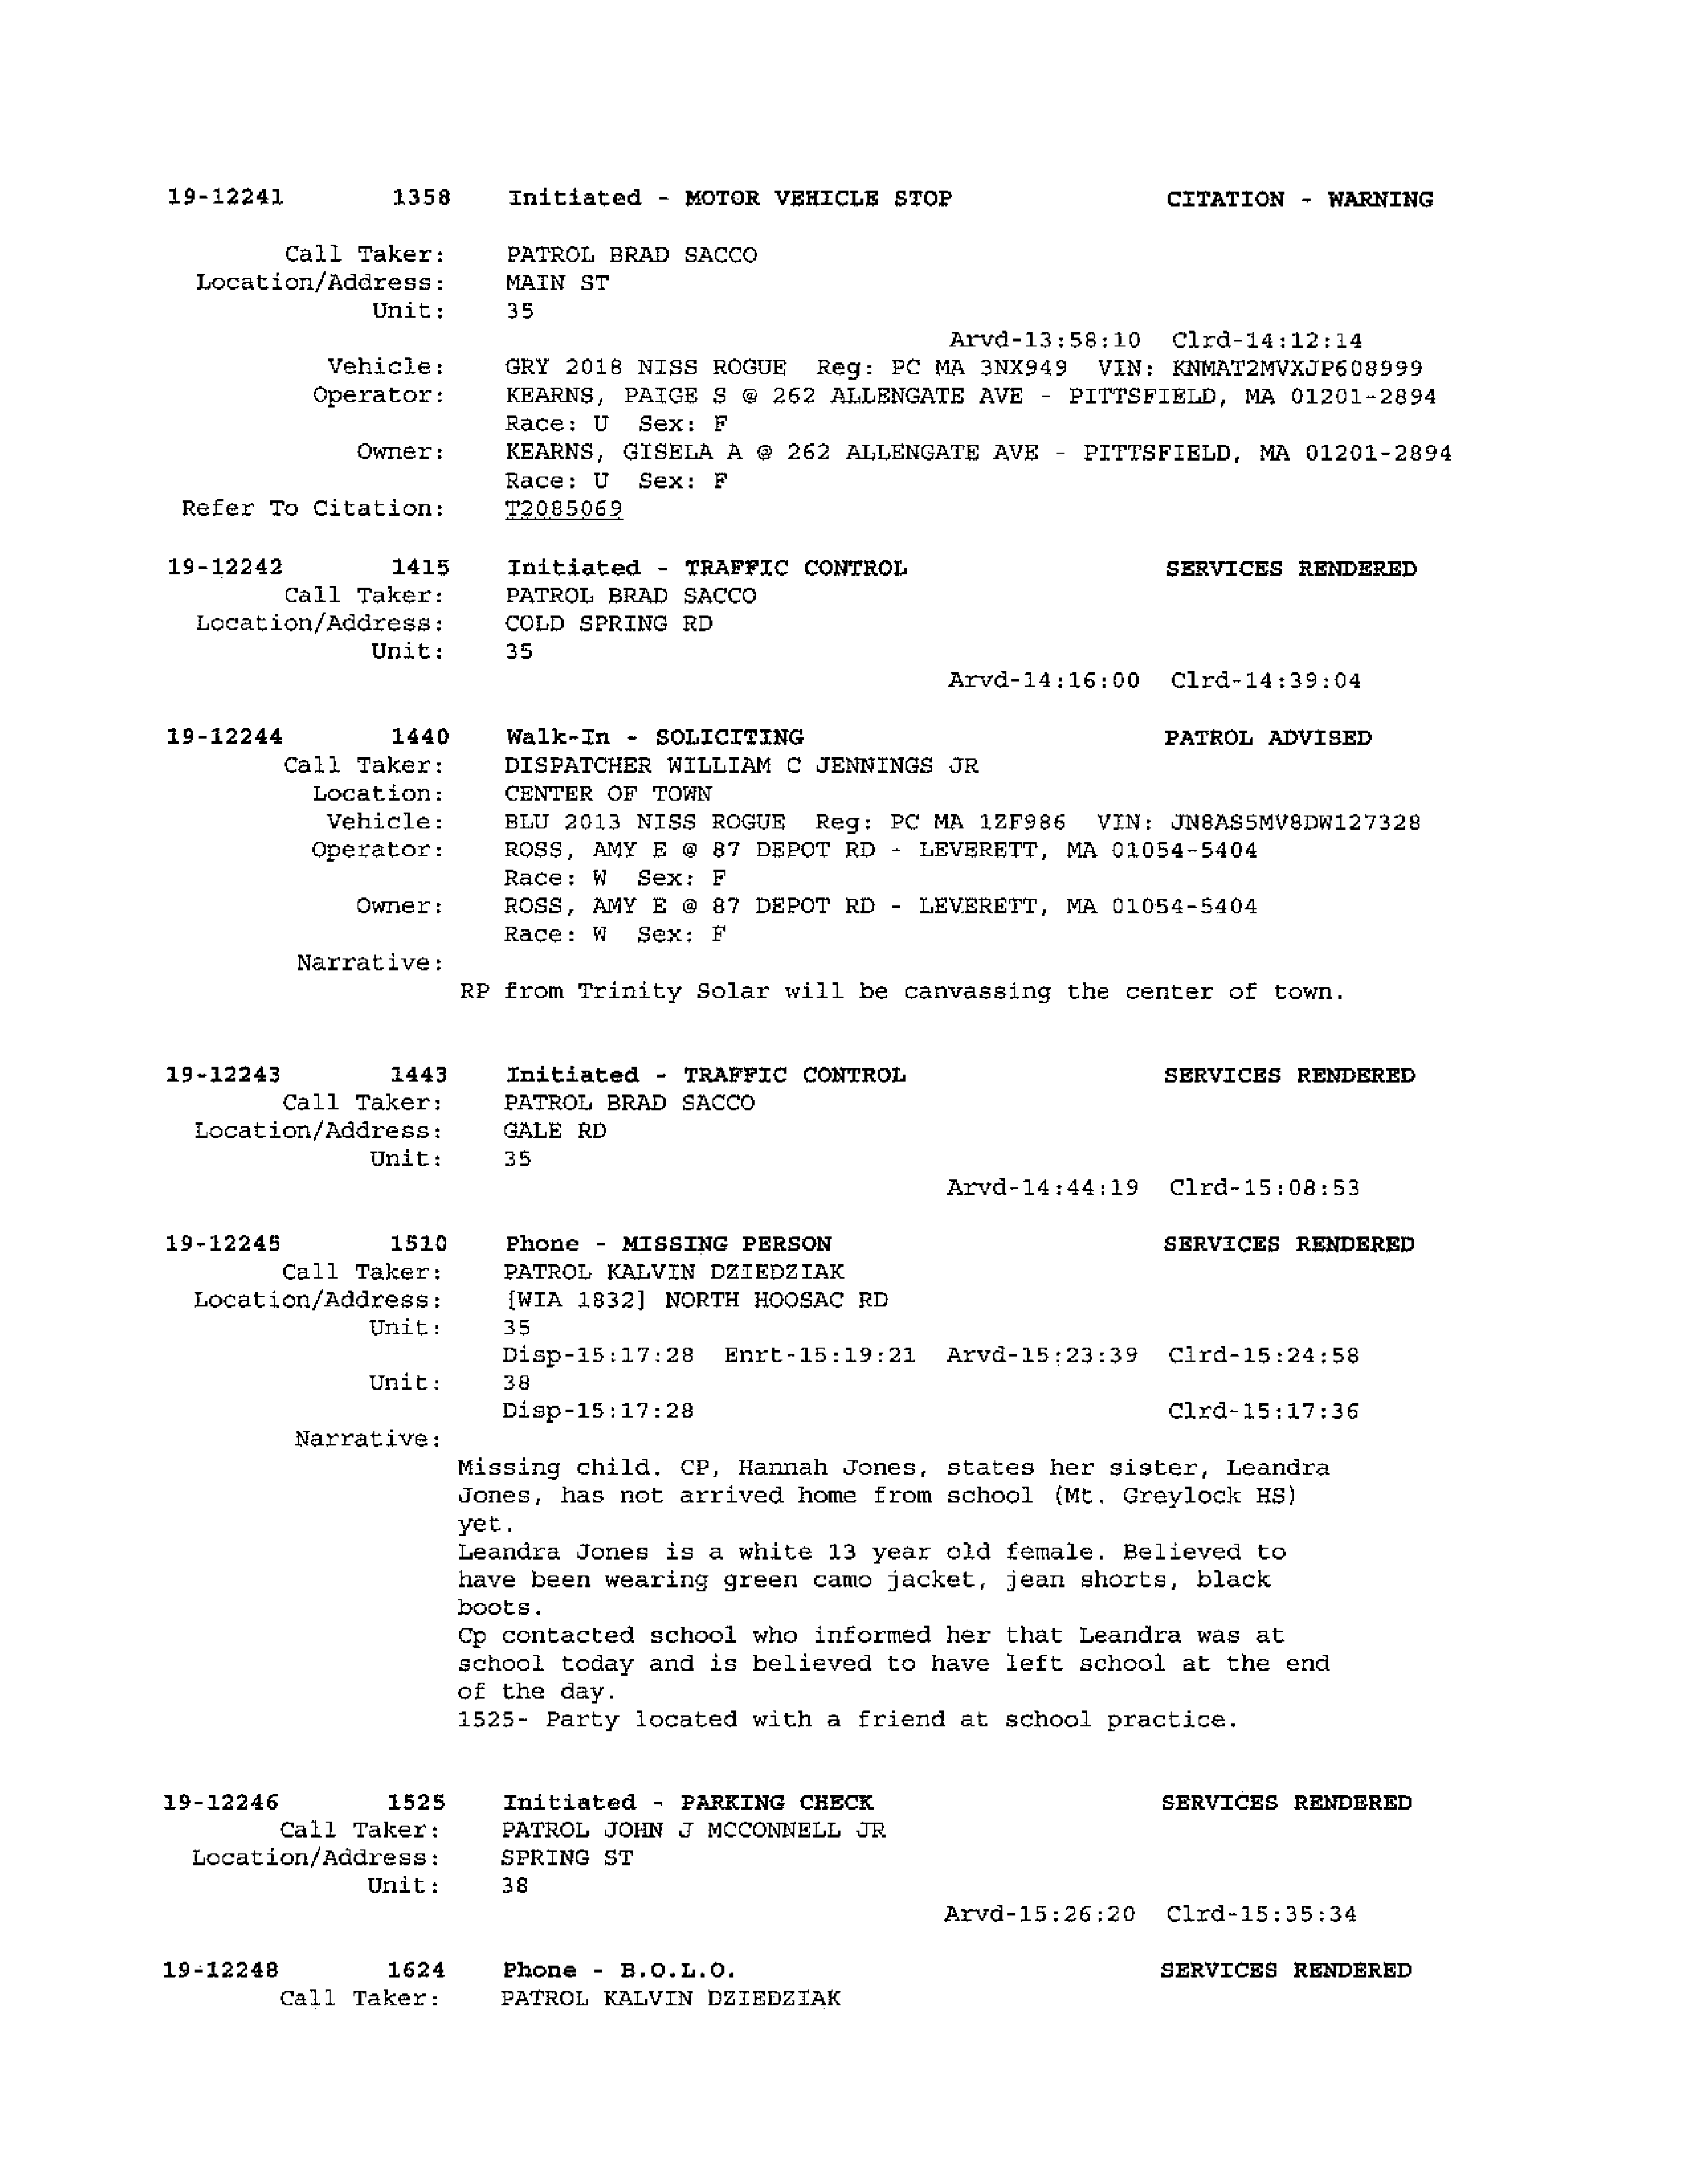 19-12241 1358 Initiated - MOTOR VEHICLE STOP CITATION - WARNING
Call Taker: PATROL BRAD SACCO
Location/Address: MAIN ST
Unit: 35
Arvd-13:58:10 Clrd-14:12:14
Vehicle: GRY 2018 NISS ROGUE Reg: PC MA 3NX949 VIN: KNMAT2MVXJP608999
Operator: KEARNS, PAIGE S @ 262 ALLENGATE AVE - PITTSFIELD, MA 01201-2894
Race: U Sex: F
Owner: KEARNS, GISELA A @ 262 ALLENGATE AVE - PITTSFIELD, MA 01201-2894
Race: U Sex: F
Refer To Citation: T2085069
19-12242 1415 Initiated - TRAFFIC CONTROL SERVICES RENDERED
Call Taker: PATROL BRAD SACCO
Location/Address: COLD SPRING RD
Unit: 35
Arvd-14:16:00 Clrd-14:39:04
19-12244 1440 Walk-In - SOLICITING PATROL ADVISED
Call Taker: DISPATCHER WILLIAM C JENNINGS JR
Location: CENTER OF TOWN
Vehicle: BLU 2013 NISS ROGUE Reg: PC MA 1ZF986 VIN: JN8AS5MV8DW127328
Operator: ROSS, AMY E @ 87 DEPOT RD - LEVERETT, MA 01054-5404
Race: W Sex: F
Owner: ROSS, AMY E @ 87 DEPOT RD - LEVERETT, MA 01054-5404
Race: W Sex: F
Narrative:
RP from Trinity Solar will be canvassing the center of town.
19-12243 1443 Initiated - TRAFFIC CONTROL SERVICES RENDERED
Call Taker: PATROL BRAD SACCO
Location/Address: GALE RD
Unit: 35
Arvd-14:44:19 Clrd-15:08:53
19-12245 1510 Phone - MISSING PERSON SERVICES RENDERED
Call Taker: PATROL KALVIN DZIEDZIAK
Location/Address: [WIA 1832] NORTH HOOSAC RD
Unit: 35
Disp-15:17:28 Enrt-15:19:21 Arvd-15:23:39 Clrd-15:24:58
Unit: 38
Disp-15:17:28 Clrd-15:17:36
Narrative:
Missing child. CP, Hannah Jones, states her sister, Leandra
Jones, has not arrived home from school (Mt. Greylock HS)
yet.
Leandra Jones is a white 13 year old female. Believed to
have been wearing green camo jacket, jean shorts, black
boots.
Cp contacted school who informed her that Leandra was at
school today and is believed to have left school at the end
of the day.
1525- Party located with a friend at school practice.
19-12246 1525 Initiated - PARKING CHECK SERVICES RENDERED
Call Taker: PATROL JOHN J MCCONNELL JR
Location/Address: SPRING ST
Unit: 38
Arvd-15:26:20 Clrd-15:35:34
19-12248 1624 Phone - B.O.L.O. SERVICES RENDERED
Call Taker: PATROL KALVIN DZIEDZIAK